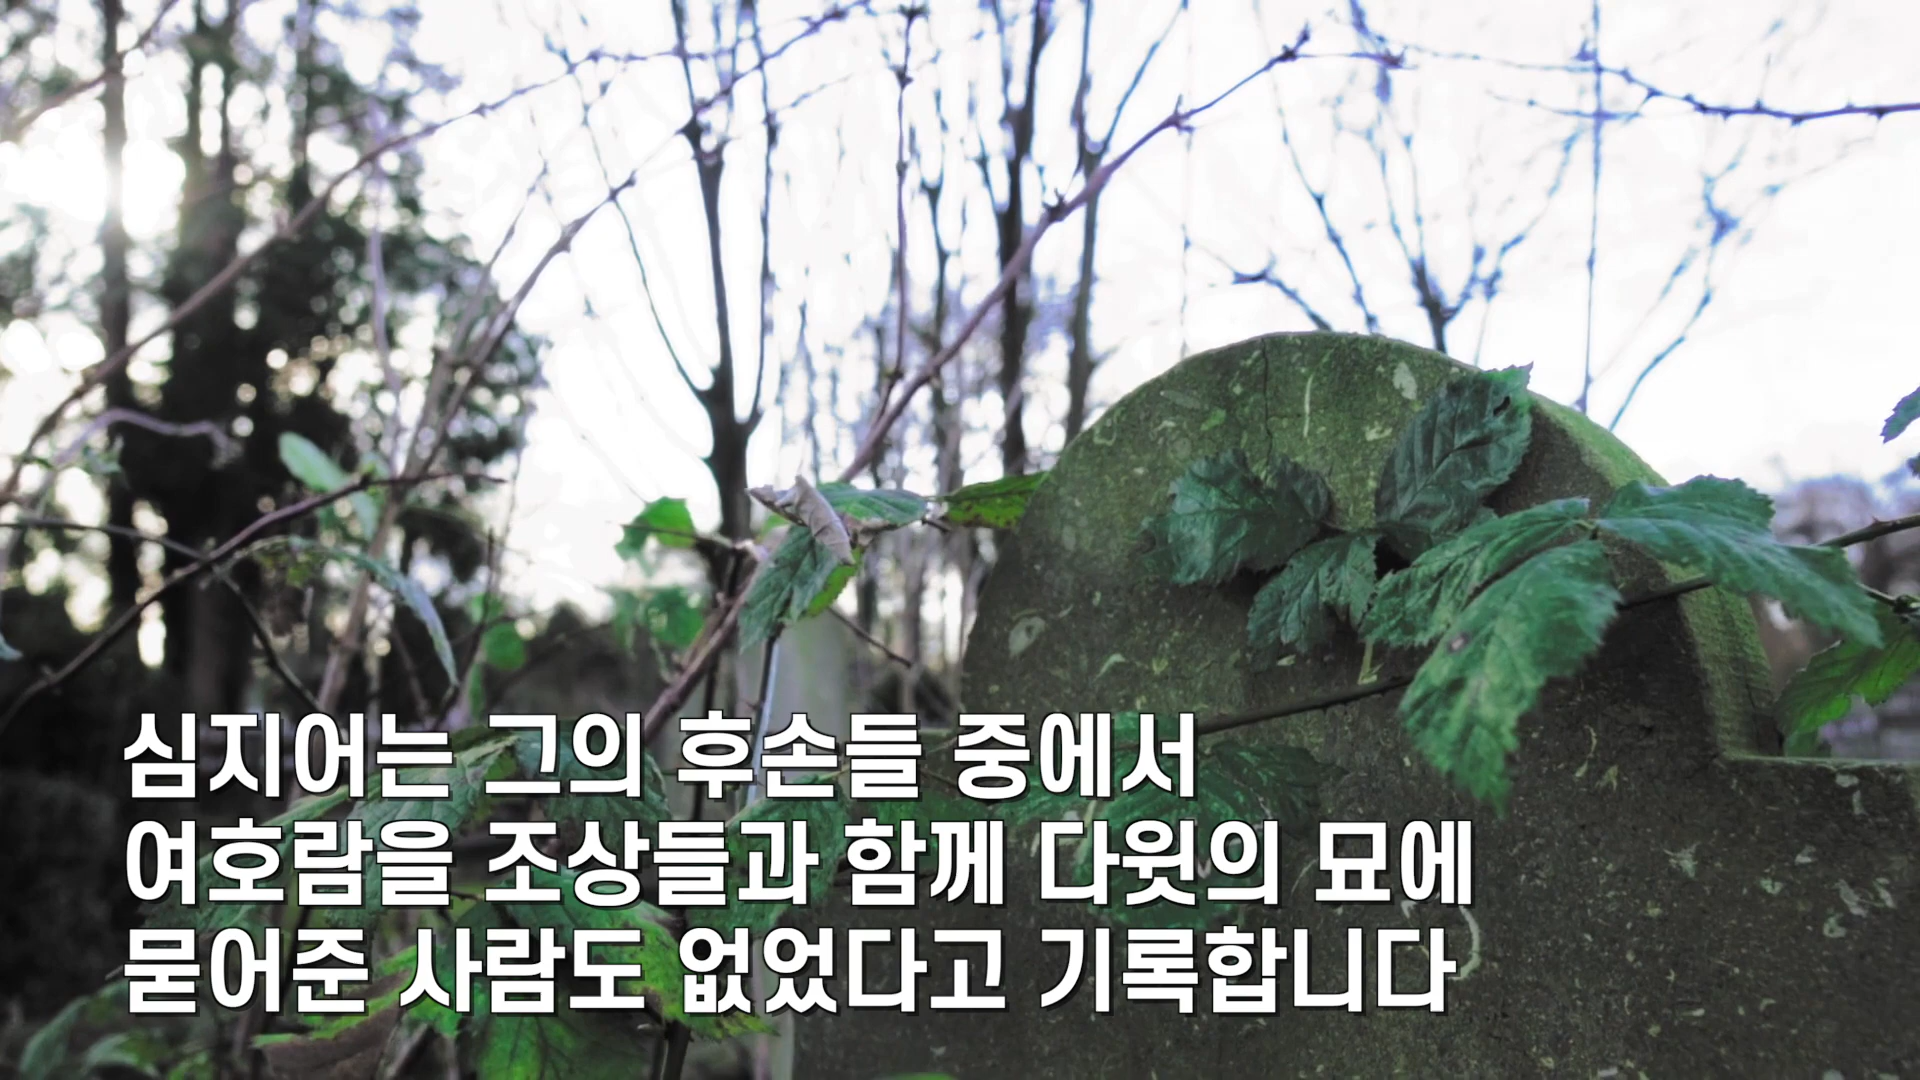 심지어는 그의 후손들 중에서
여호람을 조상들과 함께 다윗의 묘에
묻어준 사람도 없었다고 기록합니다